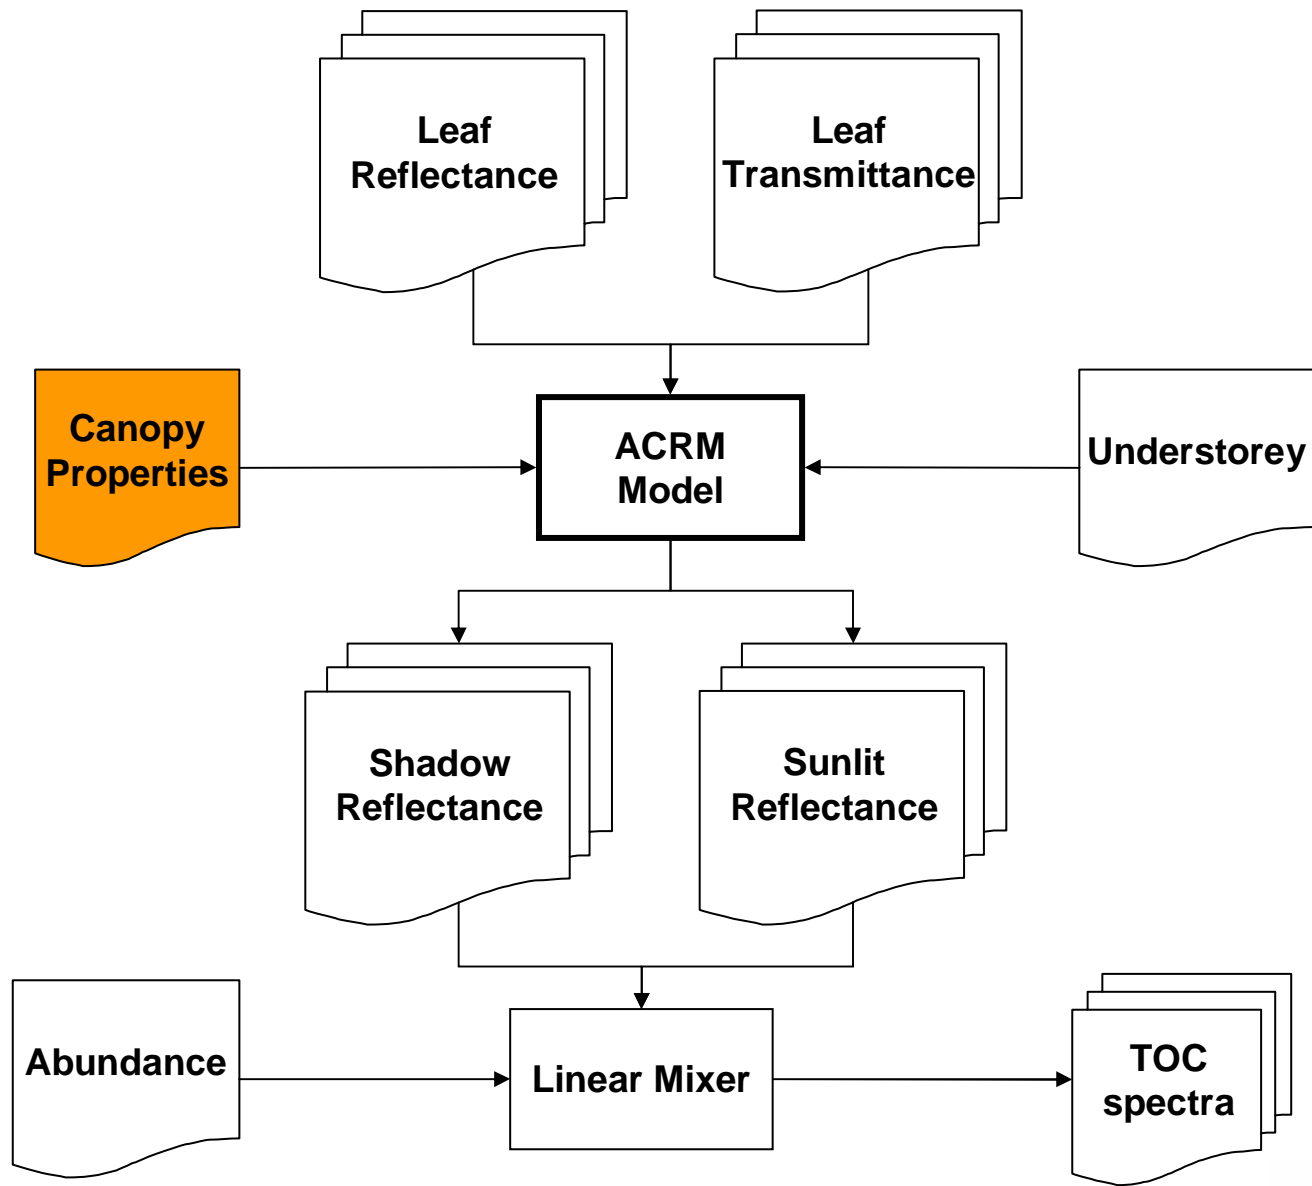 Leaf
Reflectance
Leaf
Transmittance
Canopy
Properties
ACRM
Model
Understorey
Shadow
Reflectance
Sunlit
Reflectance
Abundance
Linear Mixer
TOC
spectra